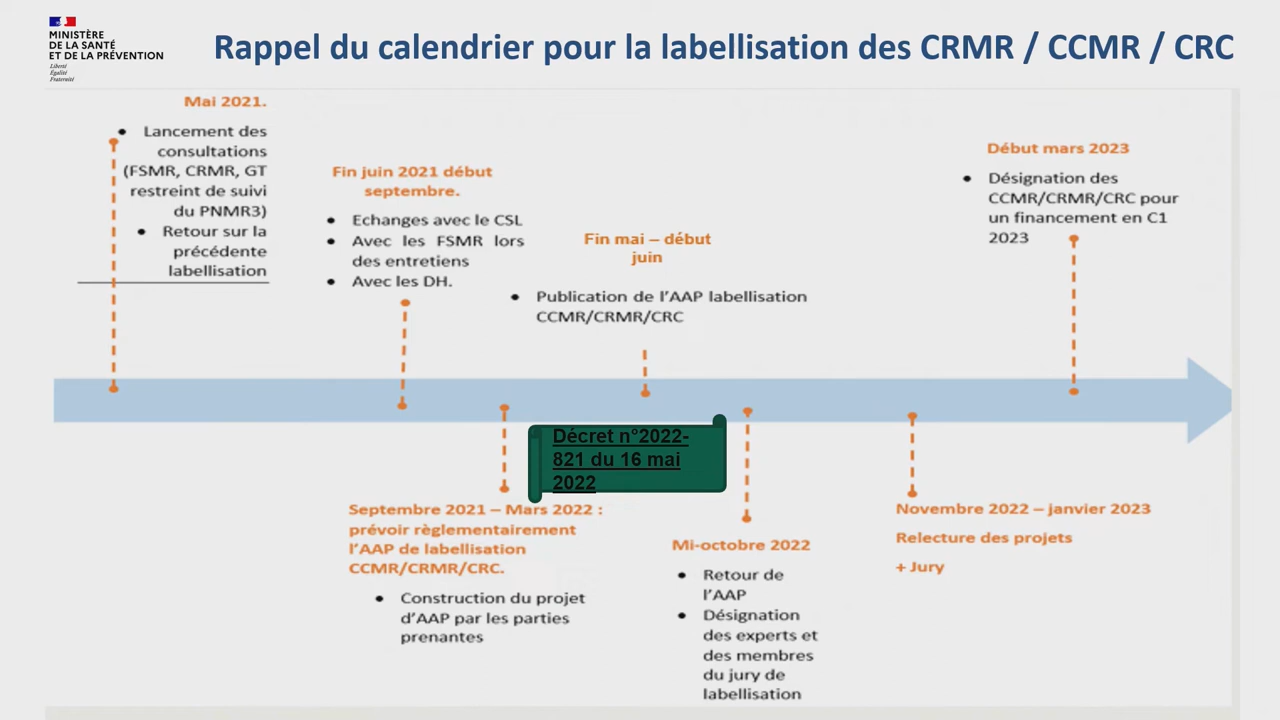 MINISTÈRE
DE LA SANTÉ
ET DE LA PRÉVENTION
Liberté
Égalité
Fraternité
Rappel du calendrier pour la labellisation des CRMR / CCMR / CRC
Mai 2021.
• Lancement des
consultations
(FSMR, CRMR, GT
restreint de suivi
du PNMR3)
• Retour sur la
précédente
labellisation
Fin juin 2021 début
septembre.
• Echanges avec le CSL
• Avec les FSMR lors
des entretiens
• Avec les DH.
Fin mai – début
juin
• Publication de l’AAP labellisation
CCMR/CRMR/CRC
Début mars 2023
• Désignation des
CCMR/CRMR/CRC pour
un financement en C1
2023
Décret n°2022-
821 du 16 mai
2022
Septembre 2021 – Mars 2022 :
prévoir règlementairement
l’AAP de labellisation
CCMR/CRMR/CRC.
• Construction du projet
d’AAP par les parties
prenantes
Mi-octobre 2022
• Retour de
l’AAP
• Désignation
des experts et
des membres
du jury de
labellisation
Novembre 2022 – janvier 2023
Relecture des projets
+ Jury